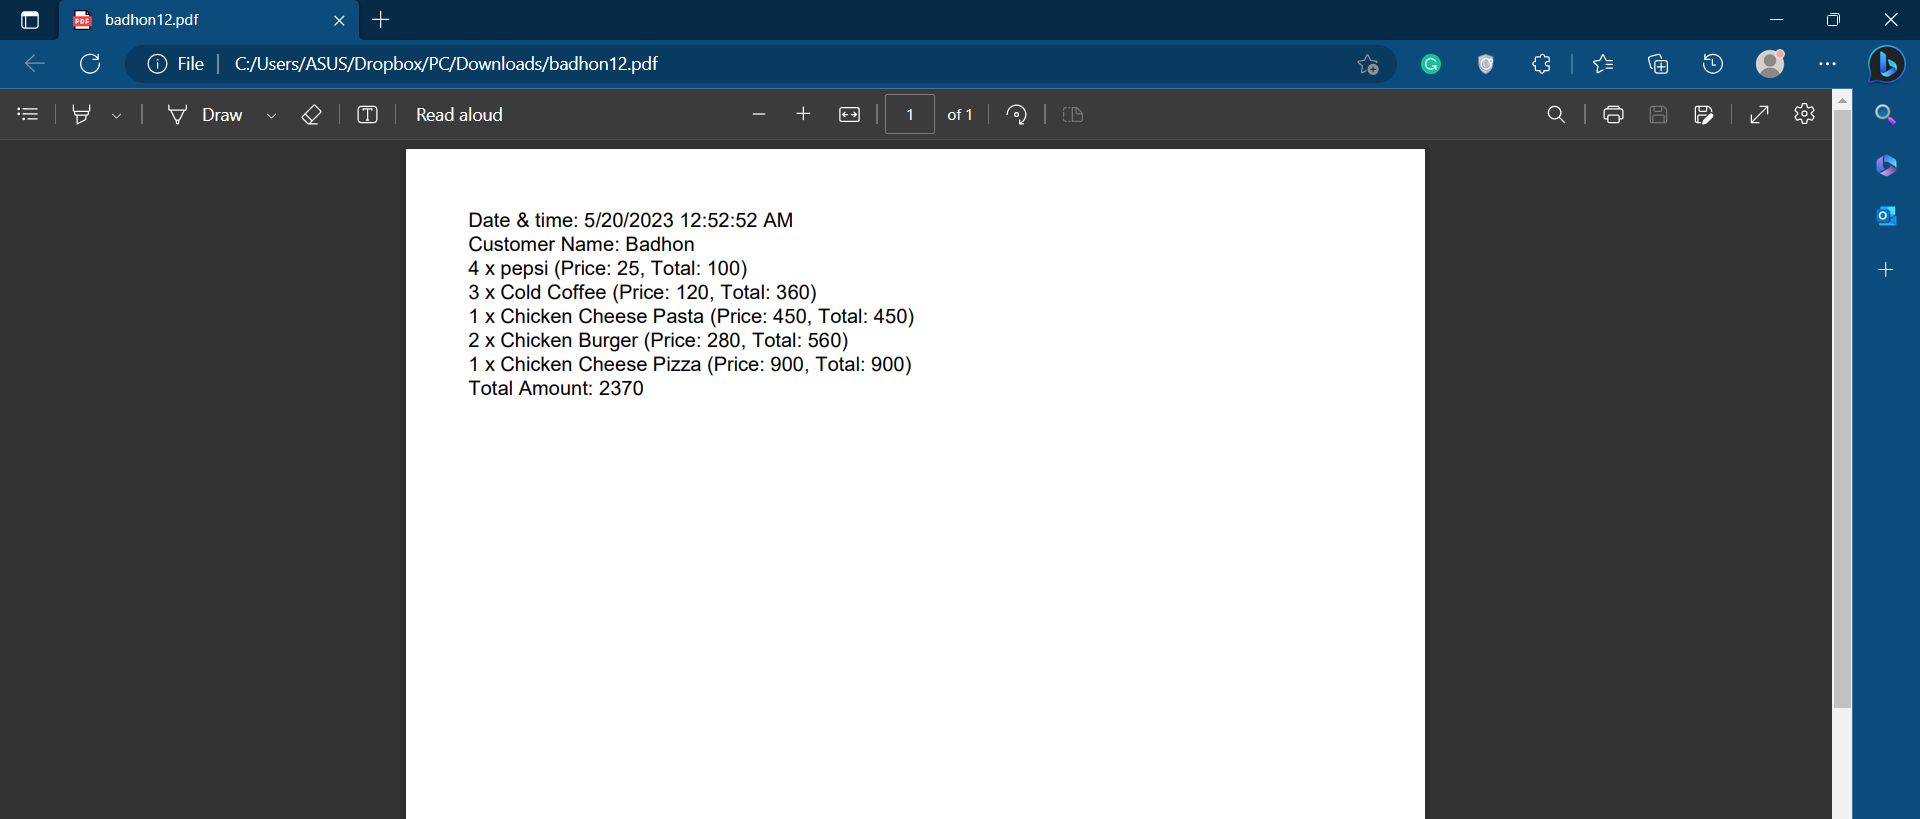 badhon12.pdf
File
C:/Users/ASUS/Dropbox/PC/Downloads/badhon12.pdf
Draw
Read aloud
1
of 1
Date & time: 5/20/2023 12:52:52 AM
Customer Name: Badhon
4 x pepsi (Price: 25, Total: 100)
3 x Cold Coffee (Price: 120, Total: 360)
1 x Chicken Cheese Pasta (Price: 450, Total: 450)
2 x Chicken Burger (Price: 280, Total: 560)
1 x Chicken Cheese Pizza (Price: 900, Total: 900)
Total Amount: 2370